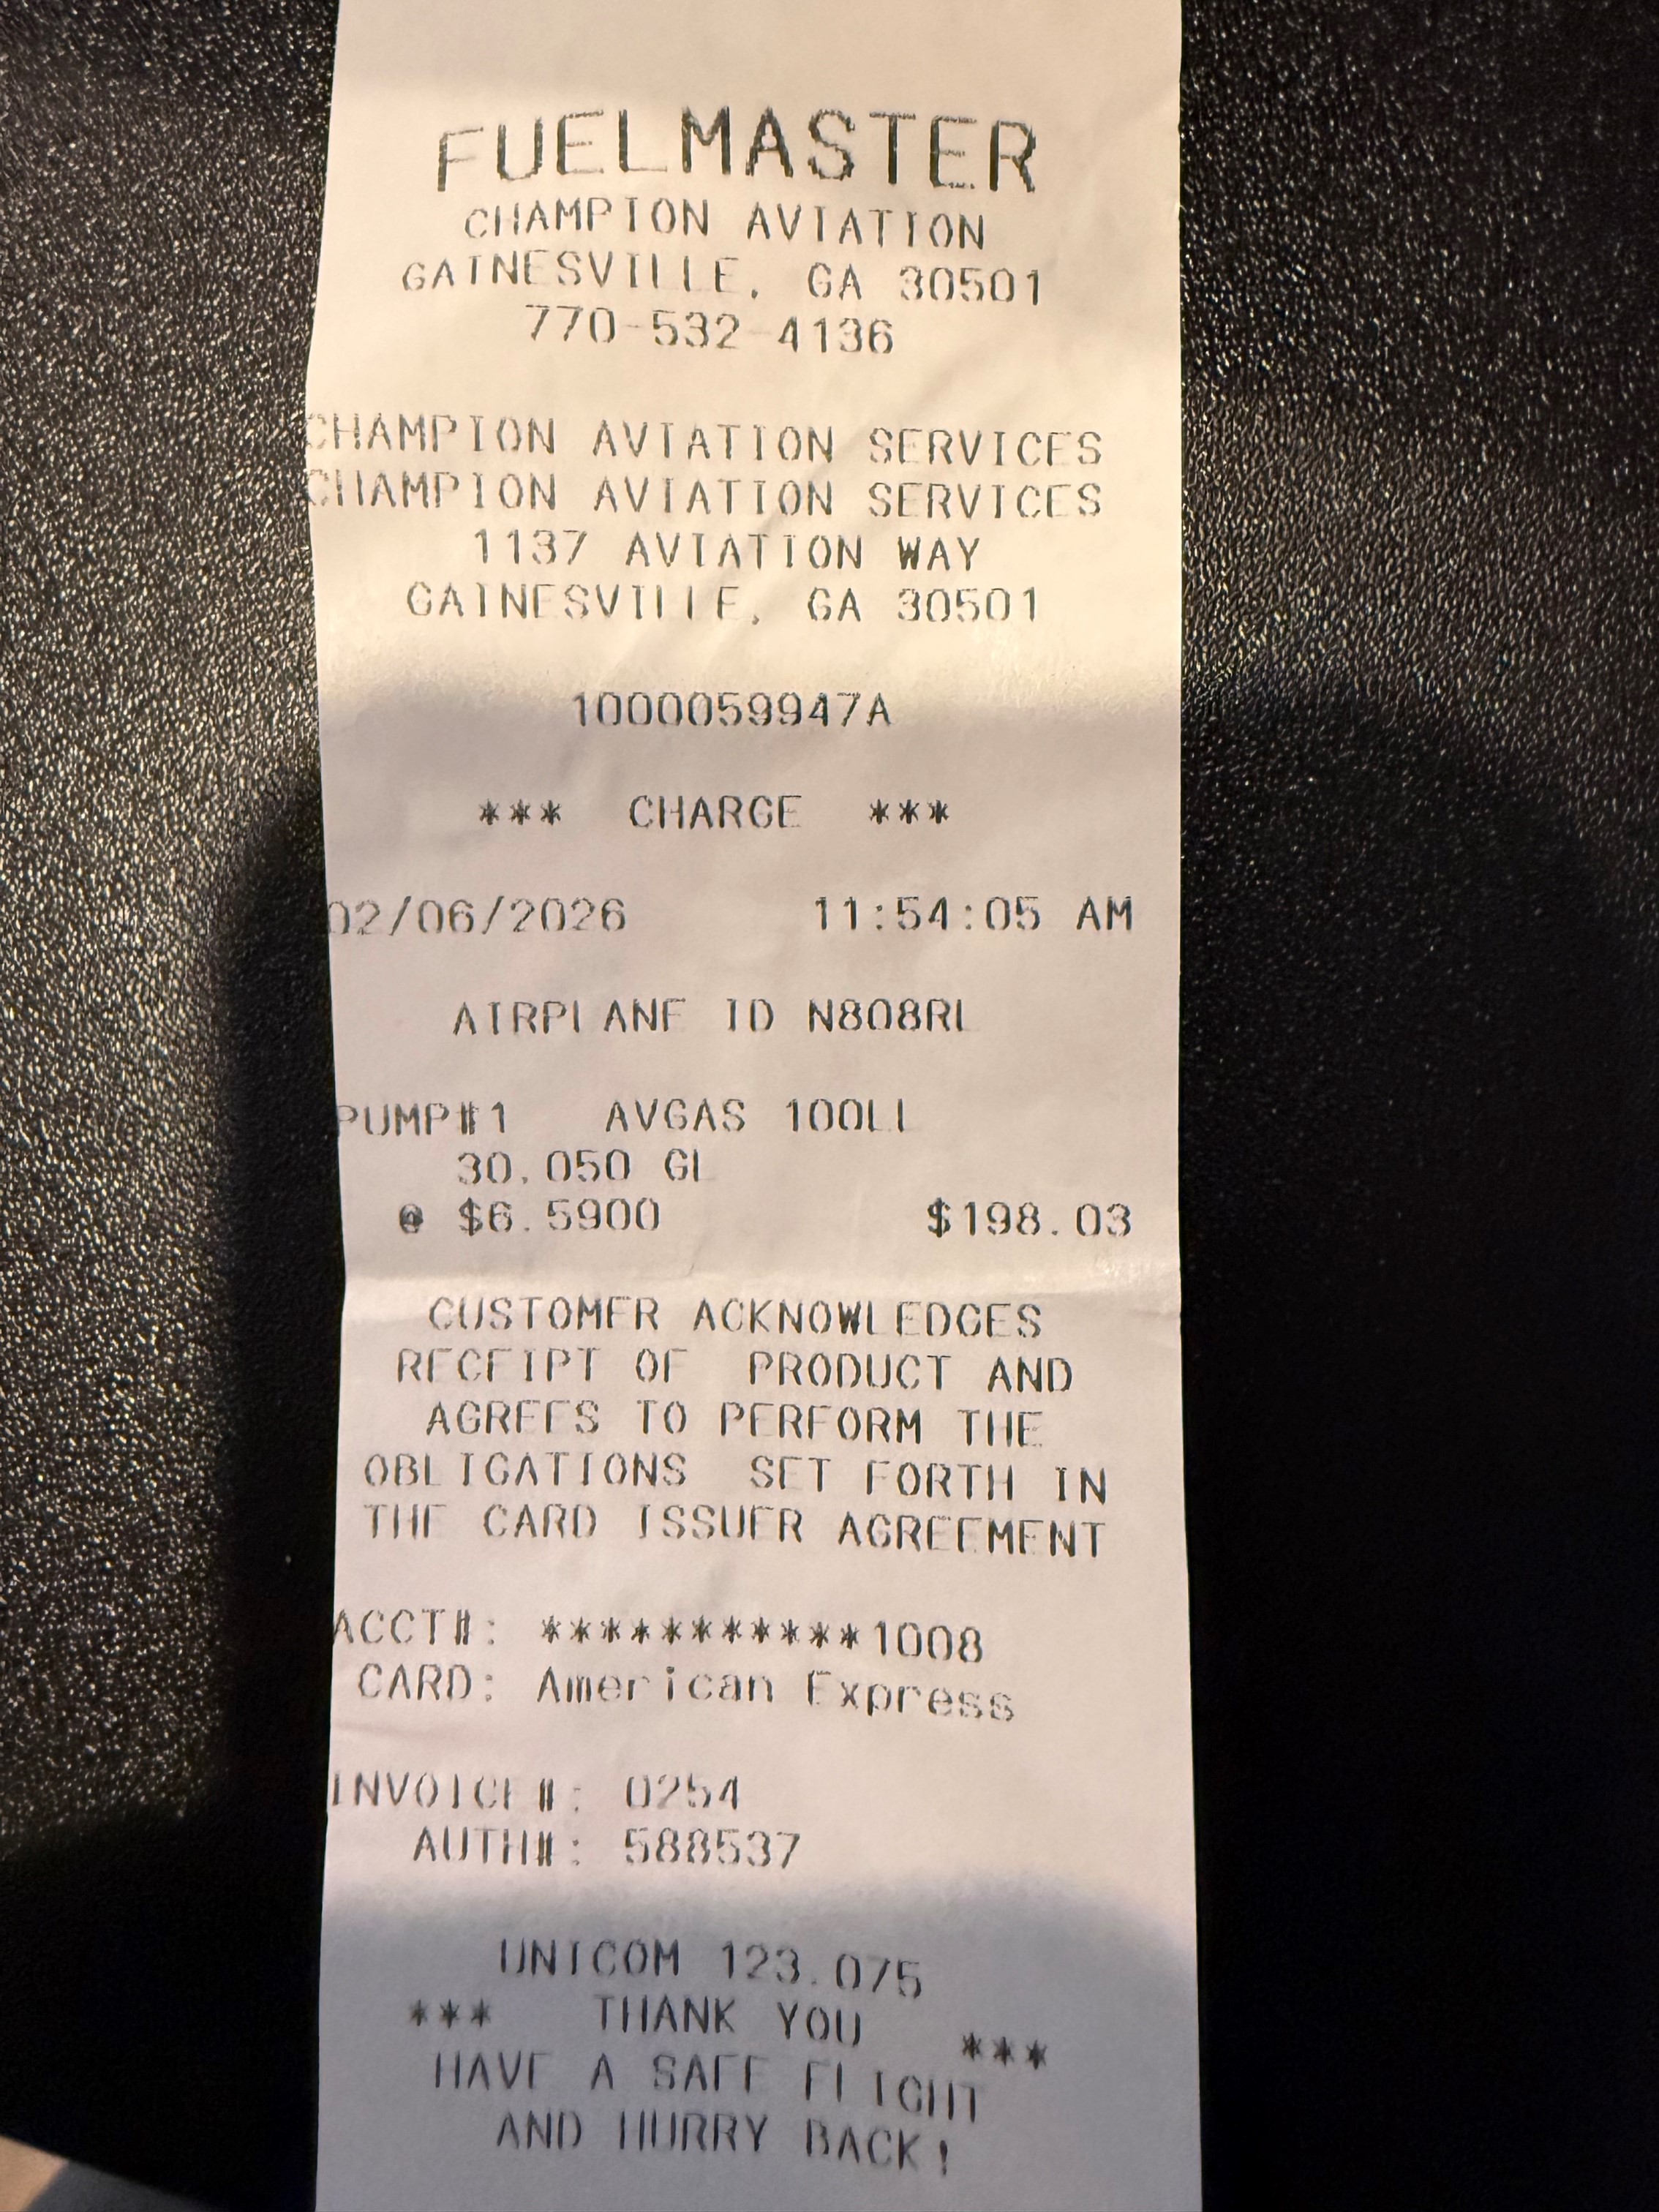 FUELMASTER
CHAMPION AVIATION
GAINESVILLE, GA 30501
770-532-4136
CHAMPION AVIATION SERVICES
CHAMPION AVIATION SERVICES
1137 AVIATION WAY
GAINESVILLE, GA 30501
1000059947A
*** CHARGE ***
02/06/2026 11:54:05 AM
AIRPLANE ID N808RL
PUMP#1 AVGAS 100LL
30.050 GL
@ $6.5900 $198.03
CUSTOMER ACKNOWLEDGES
RECEIPT OF PRODUCT AND
AGREES TO PERFORM THE
OBLIGATIONS SET FORTH IN
THE CARD ISSUER AGREEMENT
ACCT#: ***********1008
CARD: American Express
INVOICE#: 0254
AUTH#: 588537
UNICOM 123.075
*** THANK YOU ***
HAVE A SAFE FLIGHT
AND HURRY BACK!